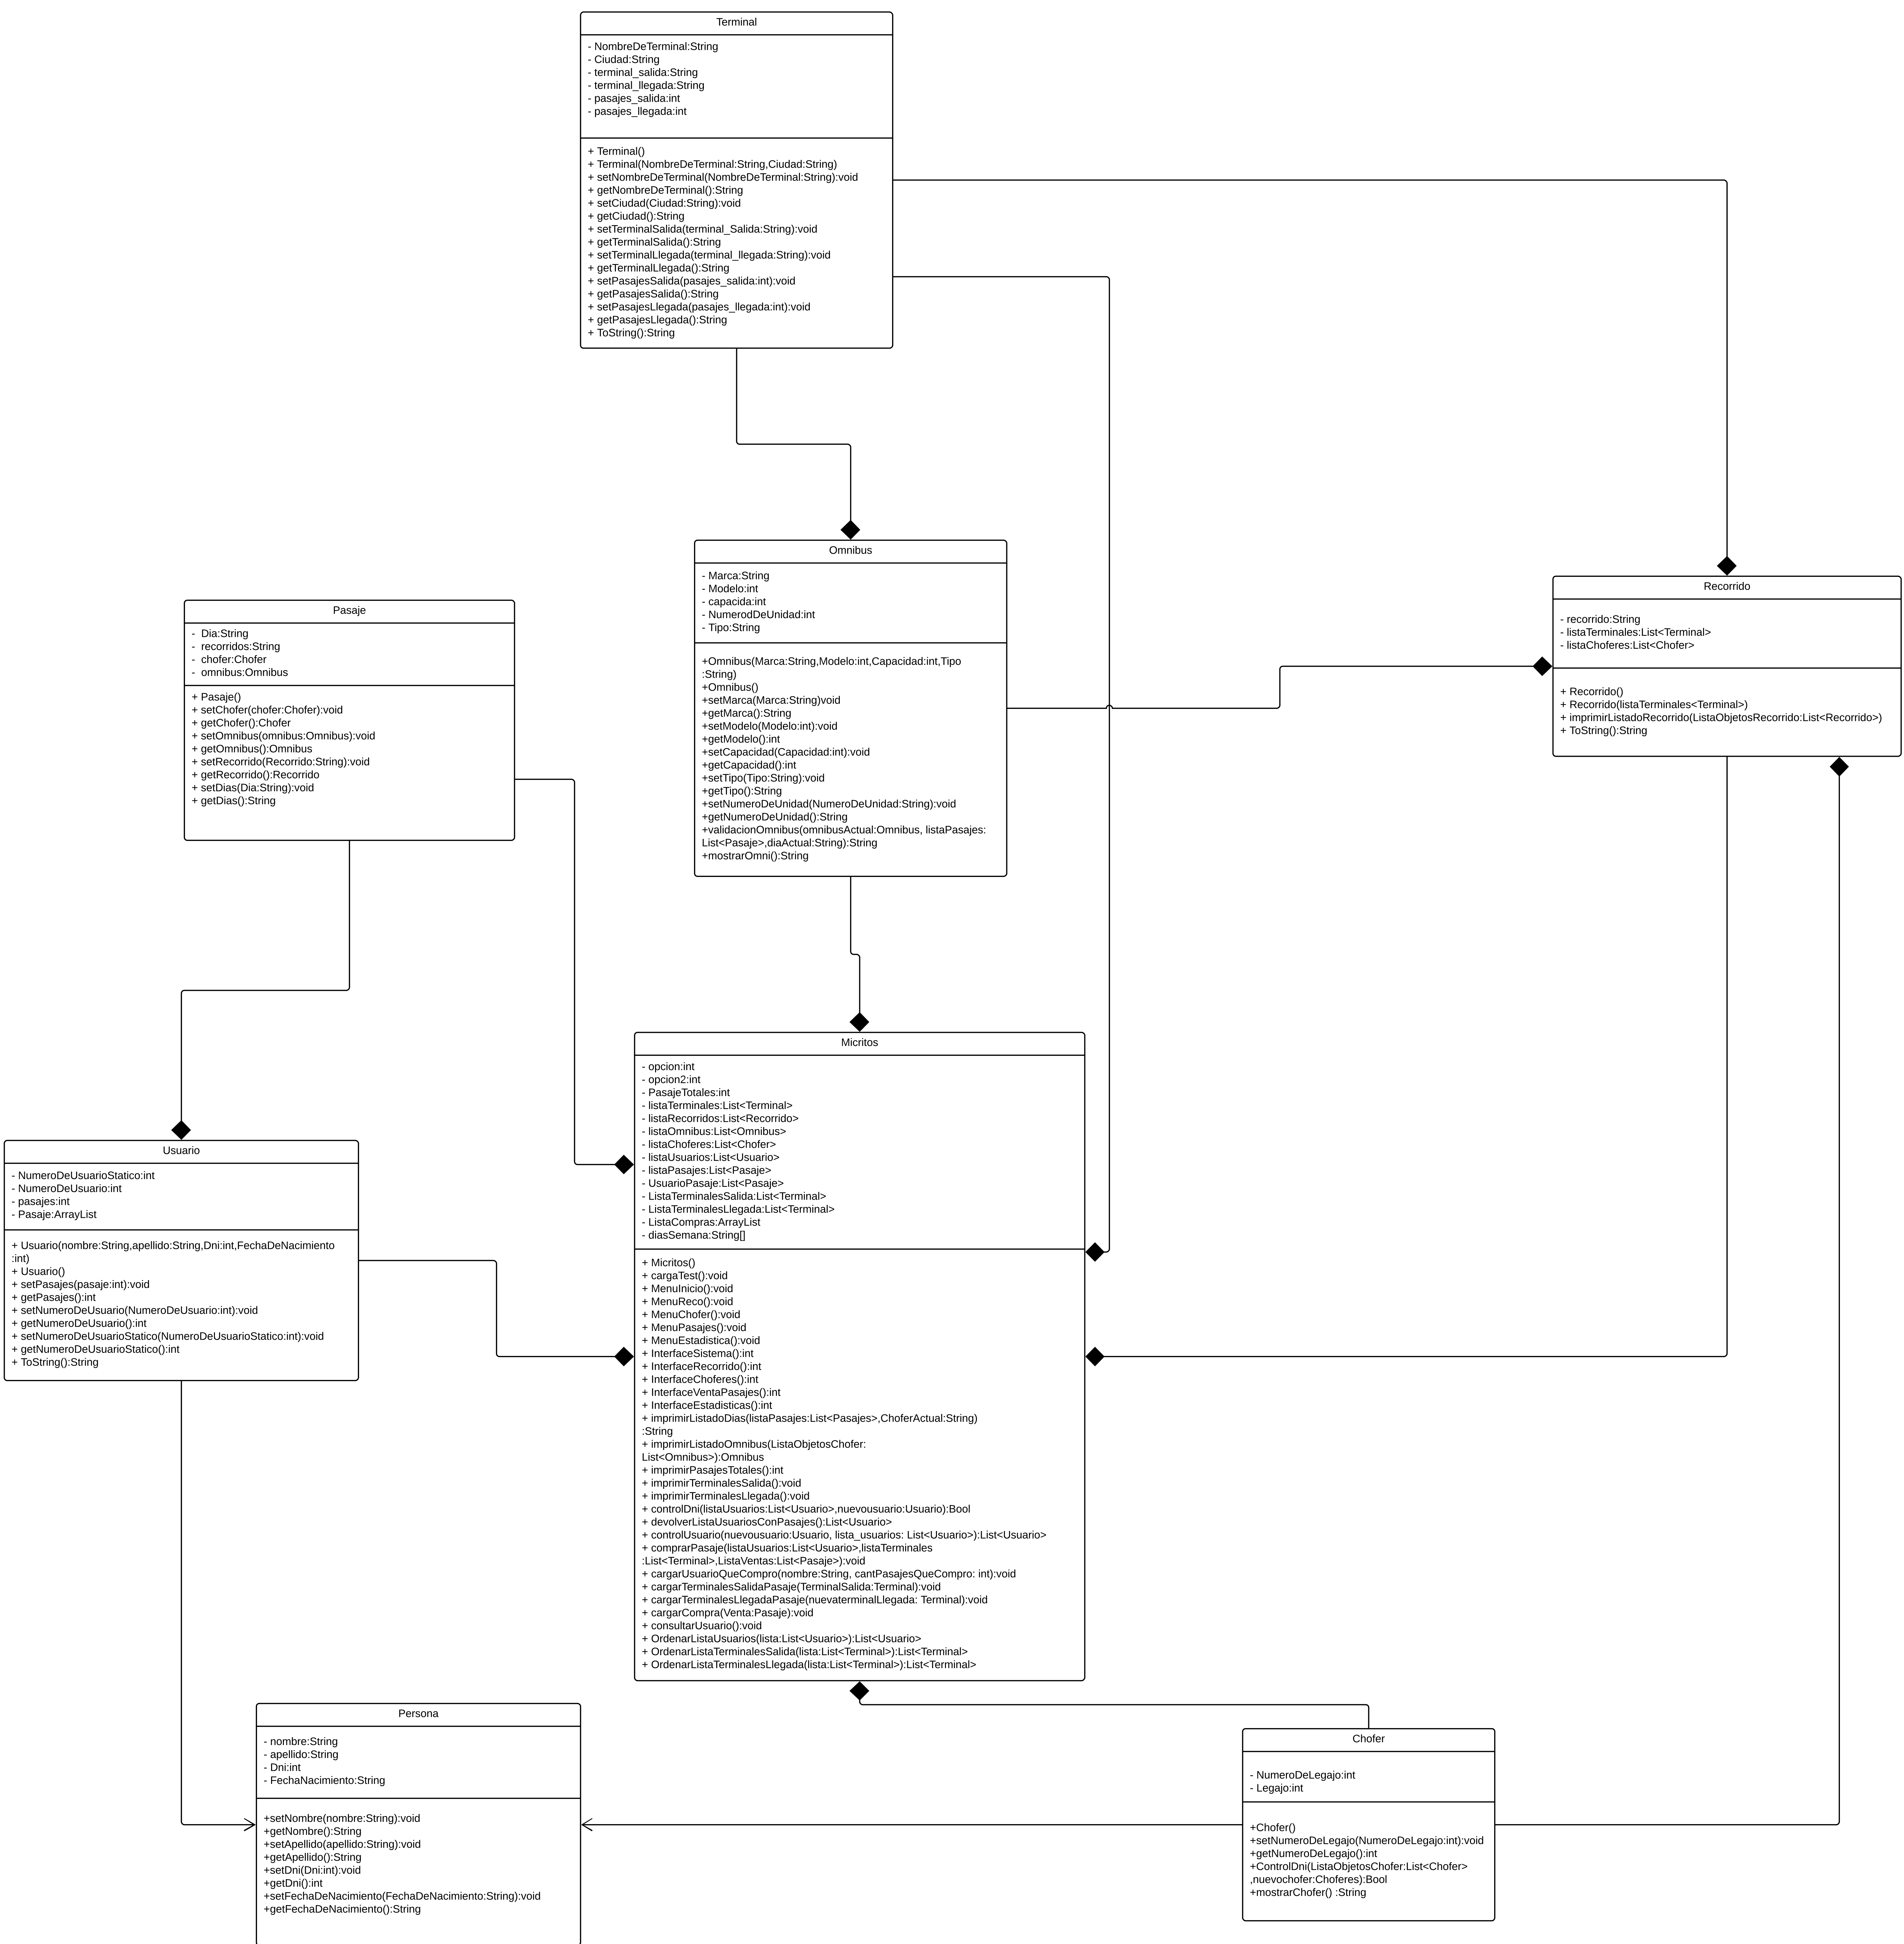 Terminal
- NombreDeTerminal:String
- Ciudad:String
- terminal_salida:String
- terminal_llegada:String
- pasajes_salida:int
- pasajes_llegada:int
+ Terminal()
+ Terminal(NombreDeTerminal:String,Ciudad:String)
+ setNombreDeTerminal(NombreDeTerminal:String):void
+ getNombreDeTerminal():String
+ setCiudad(Ciudad:String):void
+ getCiudad():String
+ setTerminalSalida(terminal_Salida:String):void
+ getTerminalSalida():String
+ setTerminalLlegada(terminal_llegada:String):void
+ getTerminalLlegada():String
+ setPasajesSalida(pasajes_salida:int):void
+ getPasajesSalida():String
+ setPasajesLlegada(pasajes_llegada:int):void
+ getPasajesLlegada():String
+ ToString():String
Omnibus
- Marca:String
- Modelo:int
- capacida:int
- NumerodDeUnidad:int
- Tipo:String
+Omnibus(Marca:String,Modelo:int,Capacidad:int,Tipo
:String)
+Omnibus()
+setMarca(Marca:String)void
+getMarca():String
+setModelo(Modelo:int):void
+getModelo():int
+setCapacidad(Capacidad:int):void
+getCapacidad():int
+setTipo(Tipo:String):void
+getTipo():String
+setNumeroDeUnidad(NumeroDeUnidad:String):void
+getNumeroDeUnidad():String
+validacionOmnibus(omnibusActual:Omnibus, listaPasajes:
List<Pasaje>,diaActual:String):String
+mostrarOmni():String
Recorrido
- recorrido:String
- listaTerminales:List<Terminal>
- listaChoferes:List<Chofer>
+ Recorrido()
+ Recorrido(listaTerminales<Terminal>)
+ imprimirListadoRecorrido(ListaObjetosRecorrido:List<Recorrido>)
+ ToString():String
Pasaje
- Dia:String
- recorridos:String
- chofer:Chofer
- omnibus:Omnibus
+ Pasaje()
+ setChofer(chofer:Chofer):void
+ getChofer():Chofer
+ setOmnibus(omnibus:Omnibus):void
+ getOmnibus():Omnibus
+ setRecorrido(Recorrido:String):void
+ getRecorrido():Recorrido
+ setDias(Dia:String):void
+ getDias():String
Micritos
- opcion:int
- opcion2:int
- PasajeTotales:int
- listaTerminales:List<Terminal>
- listaRecorridos:List<Recorrido>
- listaOmnibus:List<Omnibus>
- listaChoferes:List<Chofer>
- listaUsuarios:List<Usuario>
- listaPasajes:List<Pasaje>
- UsuarioPasaje:List<Pasaje>
- ListaTerminalesSalida:List<Terminal>
- ListaTerminalesLlegada:List<Terminal>
- ListaCompras:ArrayList
- diasSemana:String[]
+ Micritos()
+ cargaTest():void
+ MenuInicio():void
+ MenuReco():void
+ MenuChofer():void
+ MenuPasajes():void
+ MenuEstadistica():void
+ InterfaceSistema():int
+ InterfaceRecorrido():int
+ InterfaceChoferes():int
+ InterfaceVentaPasajes():int
+ InterfaceEstadisticas():int
+ imprimirListadoDias(listaPasajes:List<Pasajes>,ChoferActual:String)
:String
+ imprimirListadoOmnibus(ListaObjetosChofer:
List<Omnibus>):Omnibus
+ imprimirPasajesTotales():int
+ imprimirTerminalesSalida():void
+ imprimirTerminalesLlegada():void
+ controlDni(listaUsuarios:List<Usuario>,nuevousuario:Usuario):Bool
+ devolverListaUsuariosConPasajes():List<Usuario>
+ controlUsuario(nuevousuario:Usuario, lista_usuarios: List<Usuario>):List<Usuario>
+ comprarPasaje(listaUsuarios:List<Usuario>,listaTerminales
:List<Terminal>,ListaVentas:List<Pasaje>):void
+ cargarUsuarioQueCompro(nombre:String, cantPasajesQueCompro: int):void
+ cargarTerminalesSalidaPasaje(TerminalSalida:Terminal):void
+ cargarTerminalesLlegadaPasaje(nuevaterminalLlegada: Terminal):void
+ cargarCompra(Venta:Pasaje):void
+ consultarUsuario():void
+ OrdenarListaUsuarios(lista:List<Usuario>):List<Usuario>
+ OrdenarListaTerminalesSalida(lista:List<Terminal>):List<Terminal>
+ OrdenarListaTerminalesLlegada(lista:List<Terminal>):List<Terminal>
Usuario
- NumeroDeUsuarioStatico:int
- NumeroDeUsuario:int
- pasajes:int
- Pasaje:ArrayList
+ Usuario(nombre:String,apellido:String,Dni:int,FechaDeNacimiento
:int)
+ Usuario()
+ setPasajes(pasaje:int):void
+ getPasajes():int
+ setNumeroDeUsuario(NumeroDeUsuario:int):void
+ getNumeroDeUsuario():int
+ setNumeroDeUsuarioStatico(NumeroDeUsuarioStatico:int):void
+ getNumeroDeUsuarioStatico():int
+ ToString():String
Persona
- nombre:String
- apellido:String
- Dni:int
- FechaNacimiento:String
+setNombre(nombre:String):void
+getNombre():String
+setApellido(apellido:String):void
+getApellido():String
+setDni(Dni:int):void
+getDni():int
+setFechaDeNacimiento(FechaDeNacimiento:String):void
+getFechaDeNacimiento():String
Chofer
- NumeroDeLegajo:int
- Legajo:int
+Chofer()
+setNumeroDeLegajo(NumeroDeLegajo:int):void
+getNumeroDeLegajo():int
+ControlDni(ListaObjetosChofer:List<Chofer>
,nuevochofer:Choferes):Bool
+mostrarChofer() :String